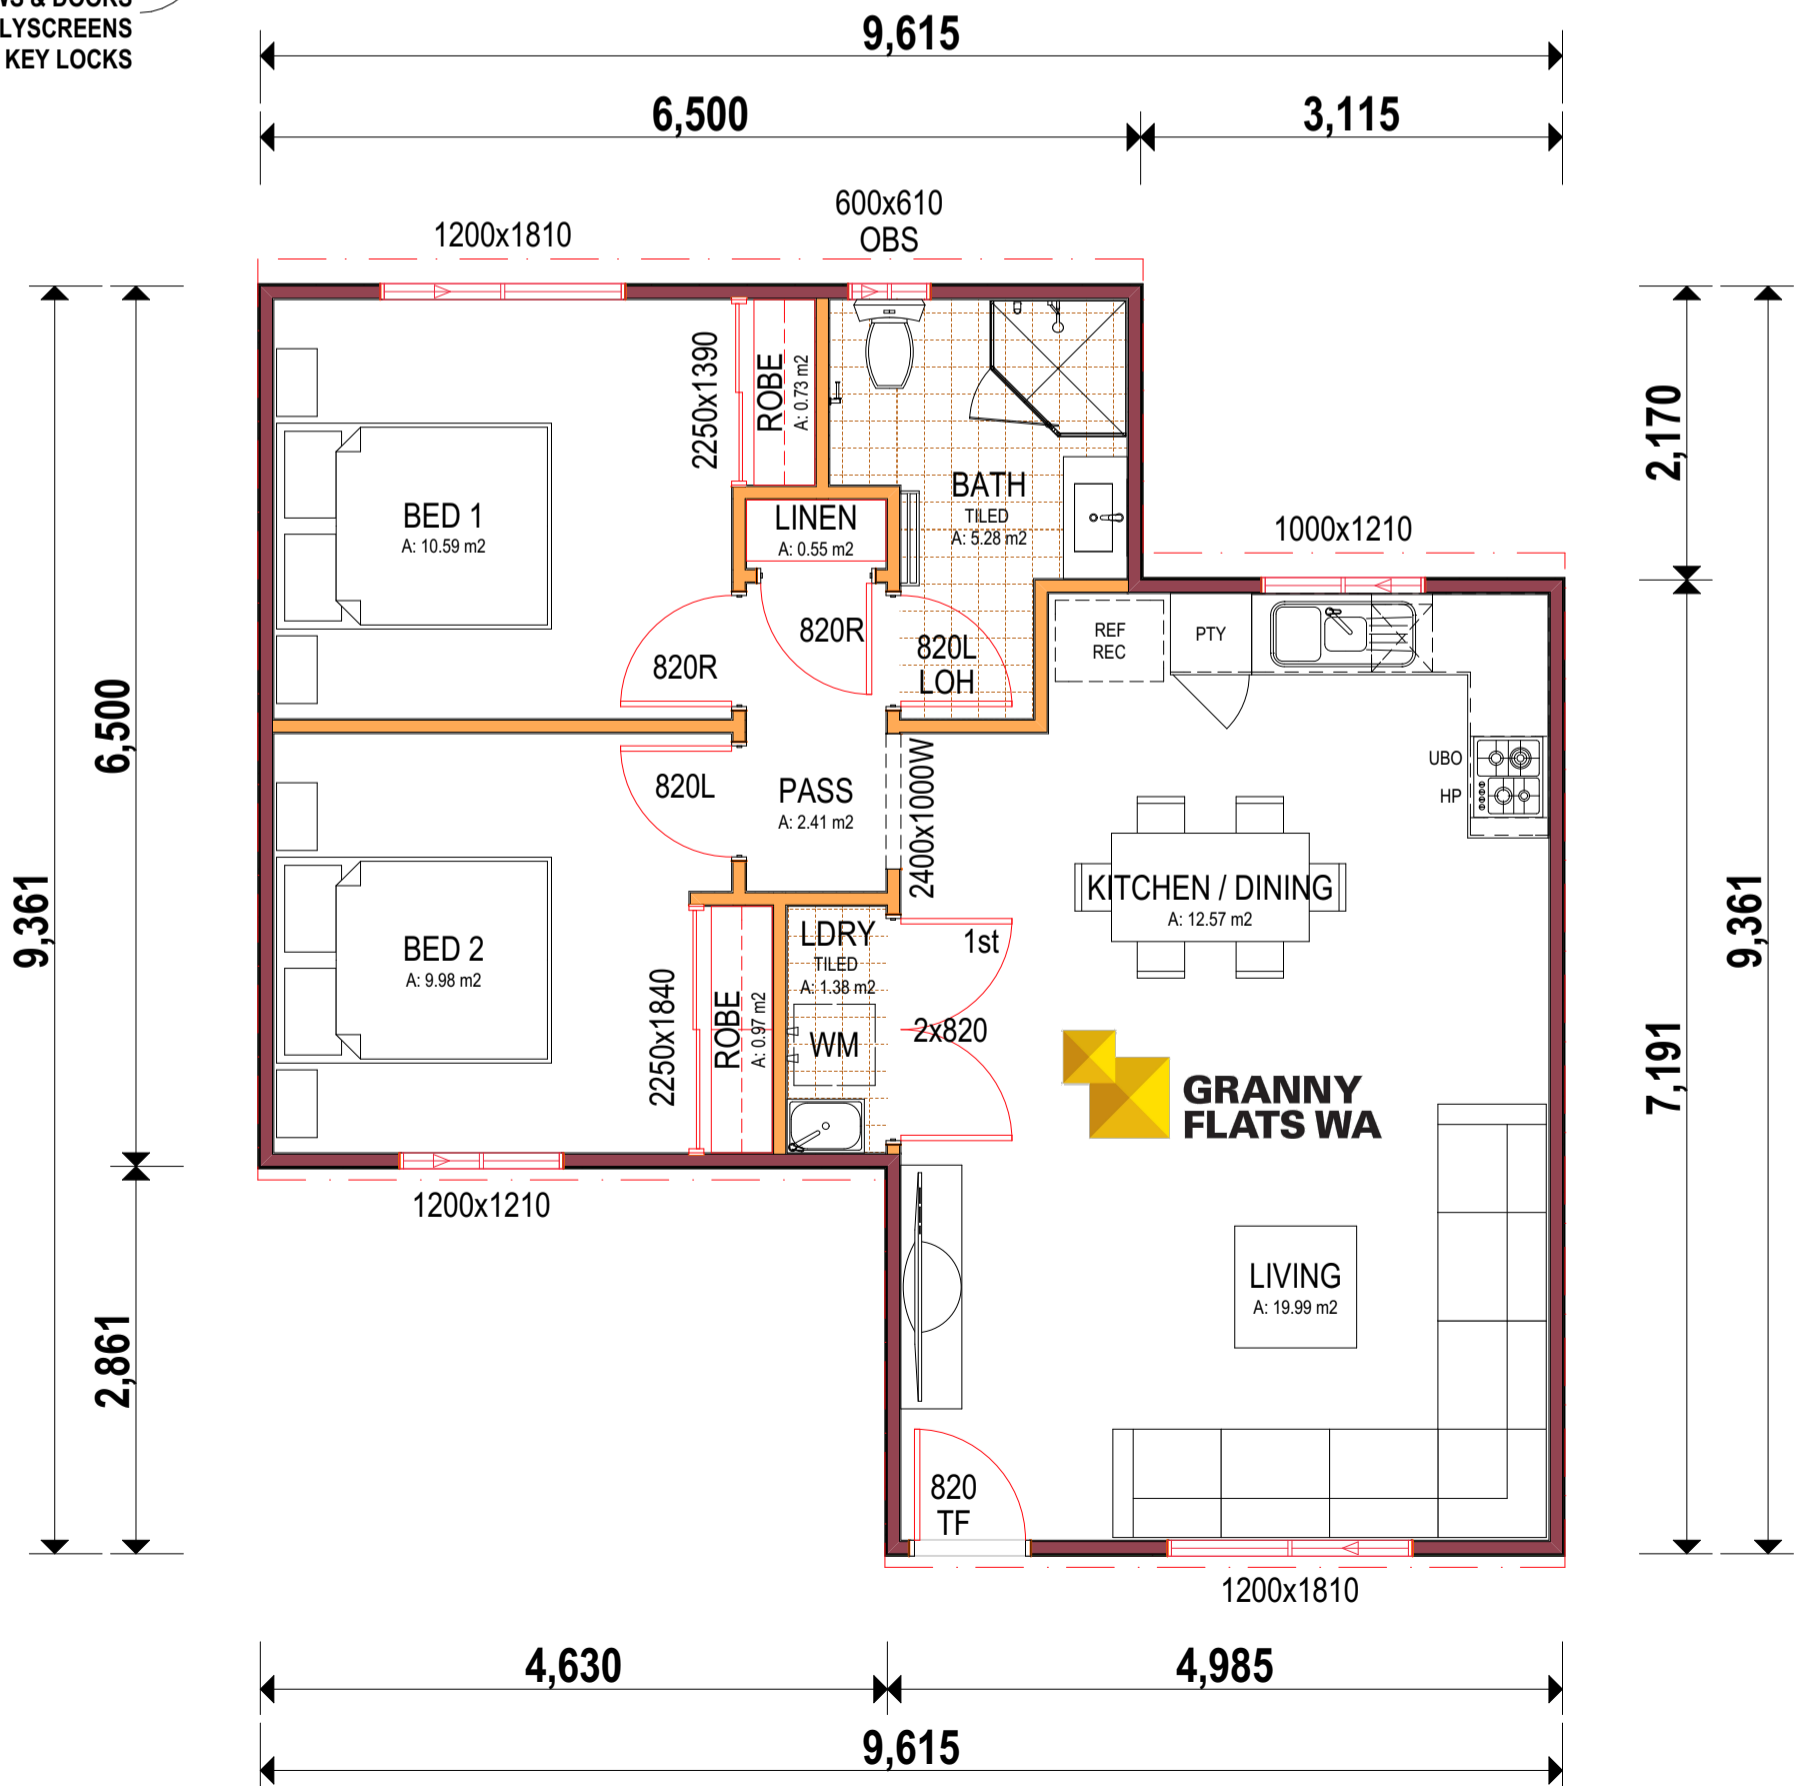 & DOORS
LYSCREENS
KEY LOCKS
9,615
6,500
3,115
600x610
OBS
1200x1810
2250x1390
ROBE
A: 0.73 m2
BED 1
A: 10.59 m2
LINEN
A: 0.55 m2
BATH
TILED
A: 5.28 m2
1000x1210
2,170
820R
820R
820L
LOH
REF
REC
PTY
6,500
9,361
820L
PASS
A: 2.41 m2
2400x1000W
UBO
HP
KITCHEN / DINING
A: 12.57 m2
9,361
7,191
BED 2
A: 9.98 m2
2250x1840
ROBE
A: 0.97 m2
LDRY
TILED
A: 1.38 m2
WM
1st
2x820
GRANNY
FLATS WA
1200x1210
2,861
LIVING
A: 19.99 m2
820
TF
1200x1810
4,630
4,985
9,615